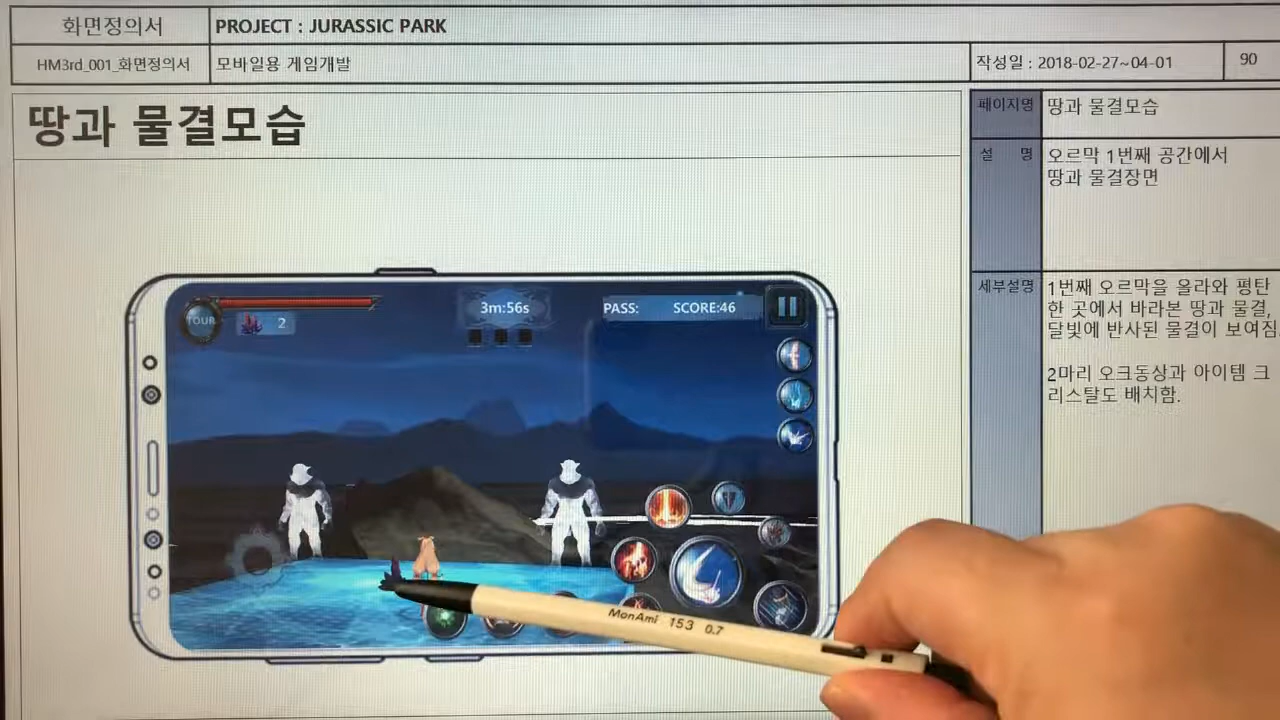 화면정의서
PROJECT : JURASSIC PARK
HM3rd_001_화면정의서
모바일용 게임개발
작성일 : 2018-02-27~04-01
90
땅과 물결모습
페이지명
땅과 물결모습
설 명
오르막 1번째 공간에서
땅과 물결장면
세부설명
1번째 오르막을 올라와 평탄
한 곳에서 바라본 땅과 물결,
달빛에 반사된 물결이 보여짐
2마리 오크동상과 아이템 크
리스탈도 배치함.
TOUR
2
3m:56s
PASS:
SCORE:46
MonAmi 153 0.7